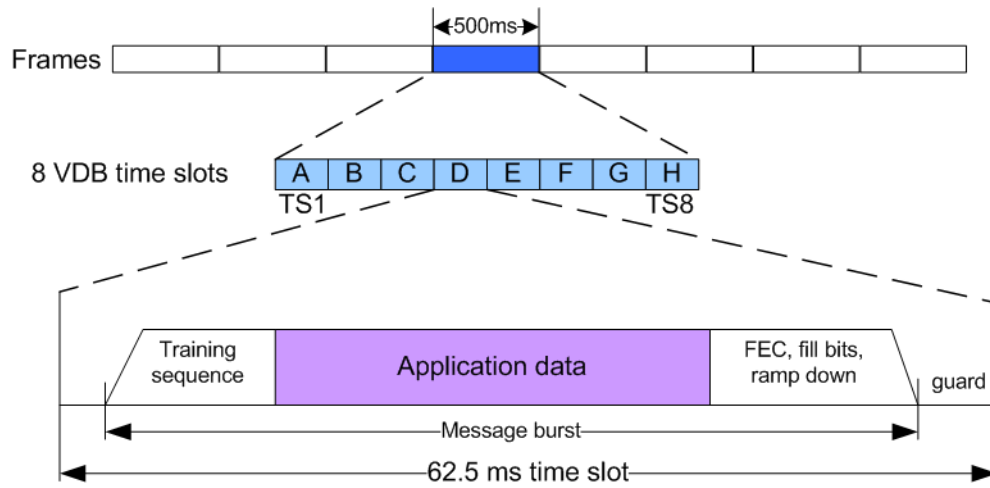 500ms
Frames
8 VDB time slots
A B C D E F G H
TS1 TS8
Training
sequence
Application data
FEC, fill bits,
ramp down
guard
Message burst
62.5 ms time slot